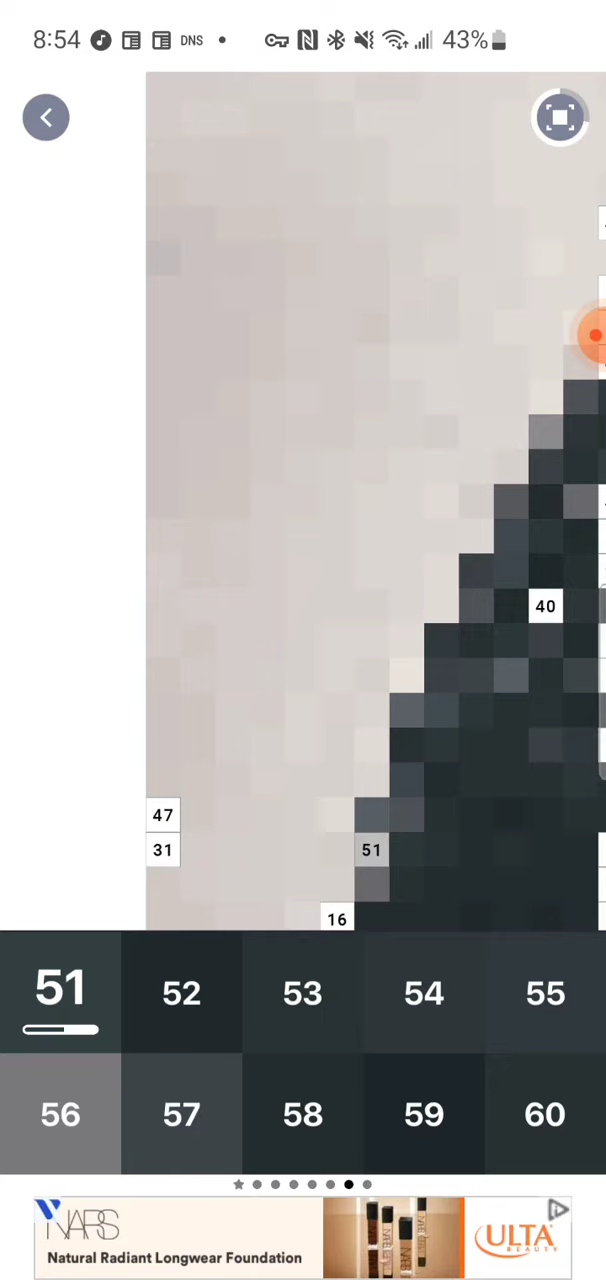 8:54 DNS 43%
40
47
31
51
16
51 52 53 54 55
56 57 58 59 60
NARS
Natural Radiant Longwear Foundation
ULTA
BEAUTY